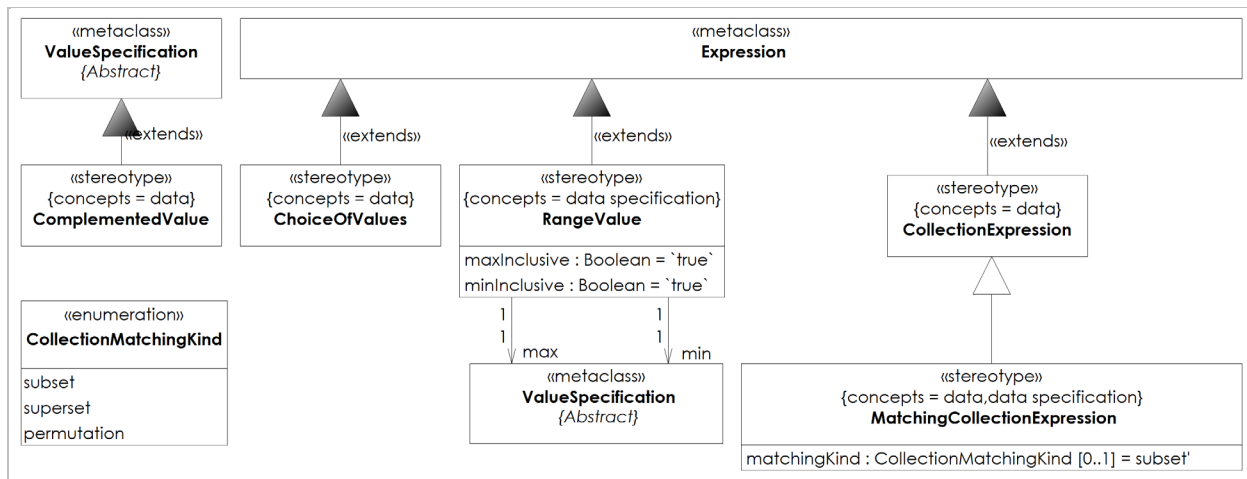 «metaclass»
ValueSpecification
{Abstract}
«metaclass»
Expression
«extends»
«extends»
«extends»
«extends»
«stereotype»
{concepts = data}
ComplementedValue
«stereotype»
{concepts = data}
ChoiceOfValues
«stereotype»
{concepts = data specification}
RangeValue
maxInclusive : Boolean = `true`
minInclusive : Boolean = `true`
«stereotype»
{concepts = data}
CollectionExpression
«enumeration»
CollectionMatchingKind
subset
superset
permutation
1
1
max
1
1
min
«metaclass»
ValueSpecification
{Abstract}
«stereotype»
{concepts = data,data specification}
MatchingCollectionExpression
matchingKind : CollectionMatchingKind [0..1] = subset'